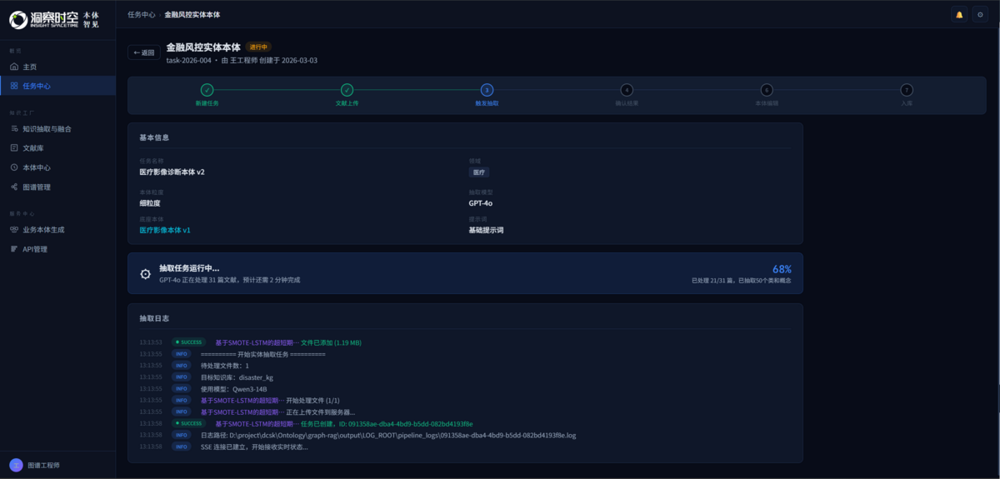 洞察时空
INSIGHT SPACETIME
本体
智见
概览
主页
任务中心
知识工厂
知识抽取与融合
文献库
本体中心
图谱管理
服务中心
业务本体生成
API管理
工
图谱工程师
任务中心 › 金融风控实体本体
← 返回
金融风控实体本体 进行中
task-2026-004 • 由 王工程师 创建于 2026-03-03
✓ ✓ 3 4 6 7
新建任务 文献上传 触发抽取 确认结果 本体编辑 入库
基本信息
任务名称 领域
医疗影像诊断本体 v2 医疗
本体粒度 抽取模型
细粒度 GPT-4o
底座本体 提示词
医疗影像本体 v1 基础提示词
抽取任务运行中...
GPT-4o 正在处理 31 篇文献，预计还需 2 分钟完成
68%
已处理 21/31 篇，已抽取50个类和概念
抽取日志
13:13:53 SUCCESS 基于SMOTE-LSTM的超短期… 文件已添加 (1.19 MB)
13:13:55 INFO ========== 开始实体抽取任务 ==========
13:13:55 INFO 待处理文件数：1
13:13:55 INFO 目标知识库：disaster_kg
13:13:55 INFO 使用模型：Qwen3-14B
13:13:55 INFO 基于SMOTE-LSTM的超短期… 开始处理文件 (1/1)
13:13:55 INFO 基于SMOTE-LSTM的超短期… 正在上传文件到服务器...
13:13:58 SUCCESS 基于SMOTE-LSTM的超短期… 任务已创建，ID: 091358ae-dba4-4bd9-b5dd-082bd4193f8e
13:13:58 INFO 日志路径: D:\project\dcsk\Ontology\graph-rag\output\LOG_ROOT\pipeline_logs\091358ae-dba4-4bd9-b5dd-082bd4193f8e.log
13:13:58 INFO SSE 连接已建立，开始接收实时状态...